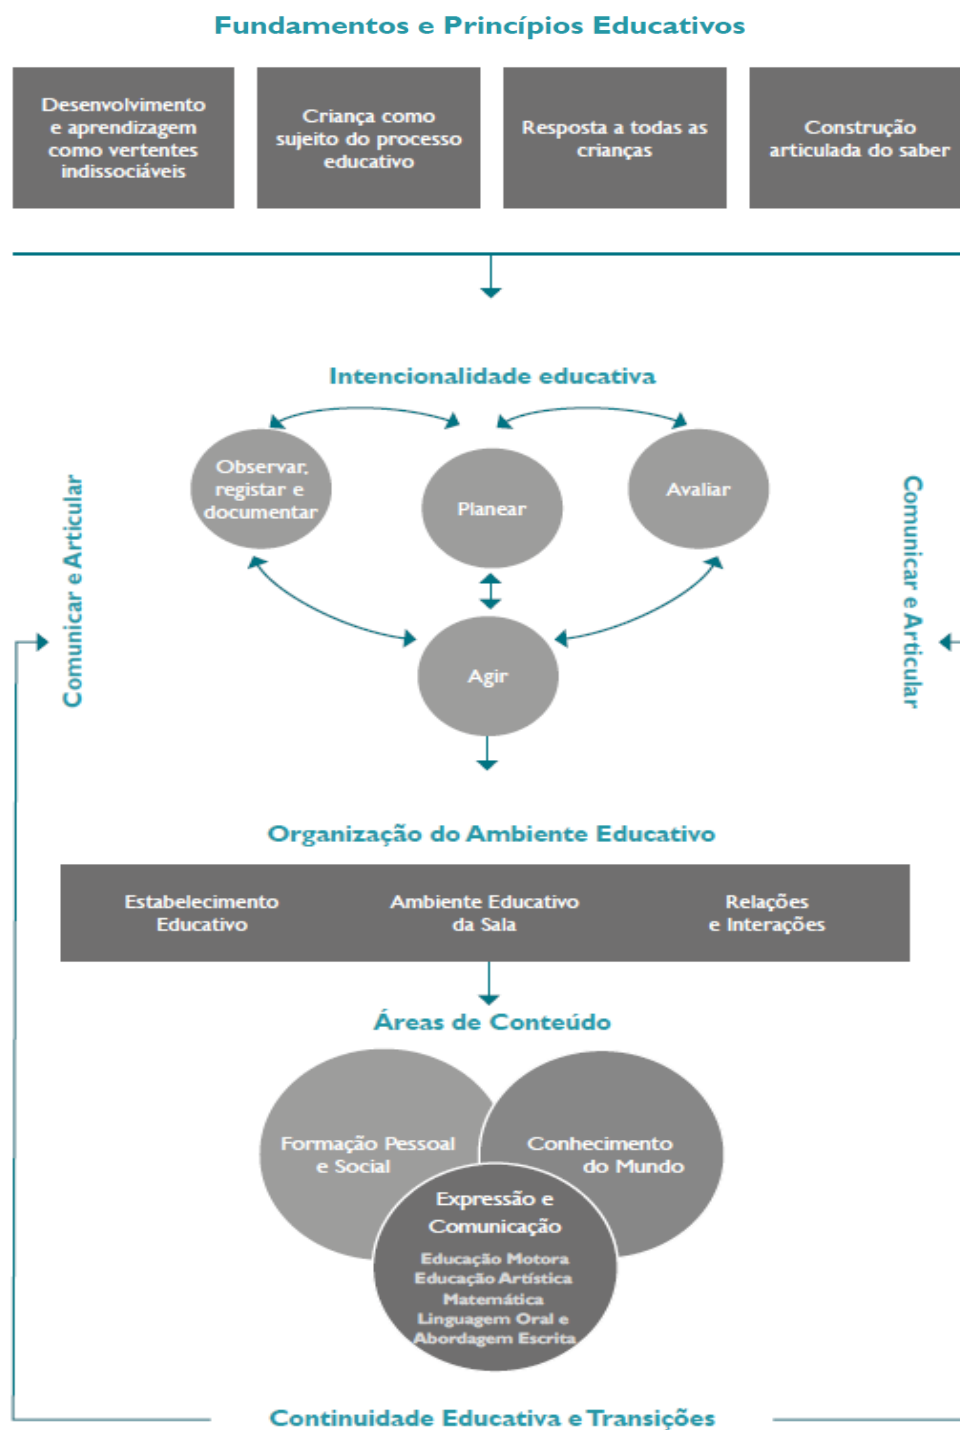 Fundamentos e Princípios Educativos
Desenvolvimento
e aprendizagem
como vertentes
indissociáveis
Criança como
sujeito do processo
educativo
Resposta a todas as
crianças
Construção
articulada do saber
Intencionalidade educativa
Observar,
registar e
documentar
Planear
Avaliar
Agir
Comunicar e Articular
Comunicar e Articular
Organização do Ambiente Educativo
Estabelecimento
Educativo
Ambiente Educativo
da Sala
Relações
e Interações
Áreas de Conteúdo
Formação Pessoal
e Social
Conhecimento
do Mundo
Expressão e
Comunicação
Educação Motora
Educação Artística
Matemática
Linguagem Oral e
Abordagem Escrita
Continuidade Educativa e Transições